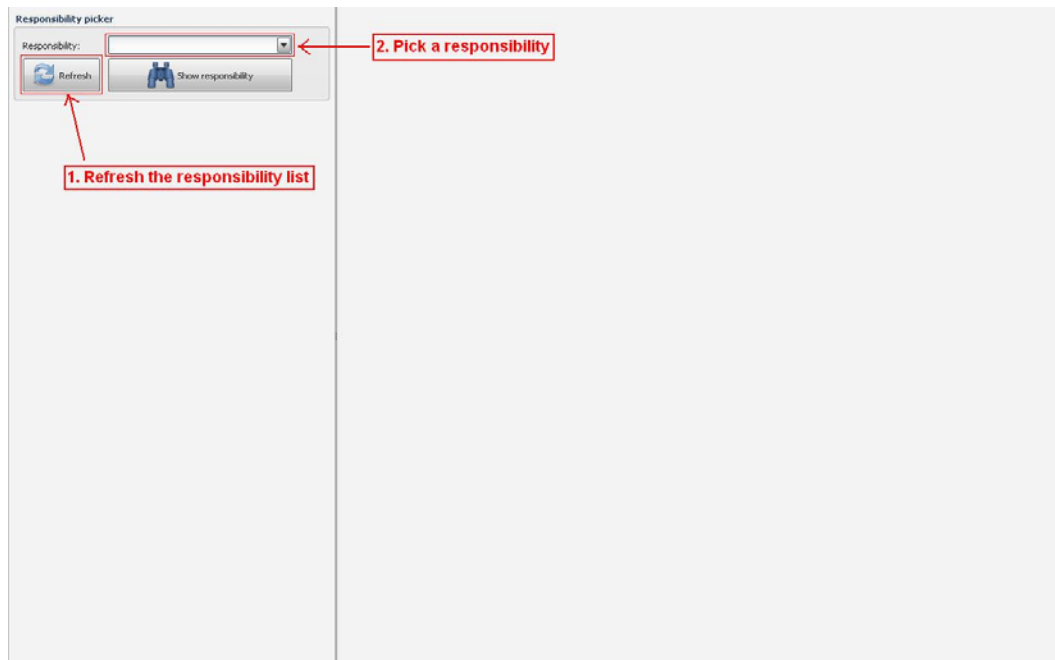 Responsibility picker
Responsibility:
2. Pick a responsibility
Refresh
Show responsibility
1. Refresh the responsibility list